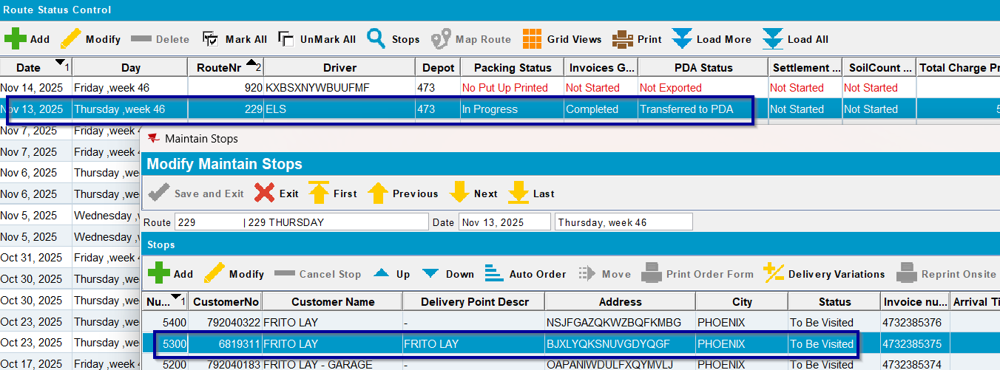 Route Status Control
Add Modify Delete Mark All UnMark All Stops Map Route Grid Views Print Load More Load All
Date 1 Day RouteNr 2 Driver Depot Packing Status Invoices G... PDA Status Settlement ... SoilCount ... Total Charge Pr
Nov 14, 2025 Friday ,week 46 920 KXBSXNYWBUUFMF 473 No Put Up Printed Not Started Not Exported Not Started Not Started
Nov 13, 2025 Thursday ,week 46 229 ELS 473 In Progress Completed Transferred to PDA Not Started Not Started 5
Nov 7, 2025 Friday ,week 4
Maintain Stops
Nov 7, 2025 Friday ,week 4
Modify Maintain Stops
Nov 6, 2025 Thursday ,we
Nov 6, 2025 Thursday ,we
Save and Exit Exit First Previous Next Last
Nov 5, 2025 Wednesday ,
Route 229 | 229 THURSDAY Date Nov 13, 2025 Thursday, week 46
Nov 5, 2025 Wednesday ,
Stops
Oct 31, 2025 Friday ,week 4
Oct 30, 2025 Thursday ,we
Add Modify Cancel Stop Up Down Auto Order Move Print Order Form Delivery Variations Reprint Onsite
Oct 30, 2025 Thursday ,we
Nu... 1 CustomerNo Customer Name Delivery Point Descr Address City Status Invoice nu... Arrival Ti
Oct 23, 2025 Thursday ,we
5400 792040322 FRITO LAY - NSJFGAZQKWZBQFKMBG PHOENIX To Be Visited 4732385376
Oct 23, 2025 Thursday ,we
5300 6819311 FRITO LAY FRITO LAY BJXLYQKSNUVGDYQGF PHOENIX To Be Visited 4732385375
Oct 17, 2025 Friday ,week 4
5200 792040183 FRITO LAY - GARAGE - OAPANIWDULFXQYMVLJ PHOENIX To Be Visited 4732385374